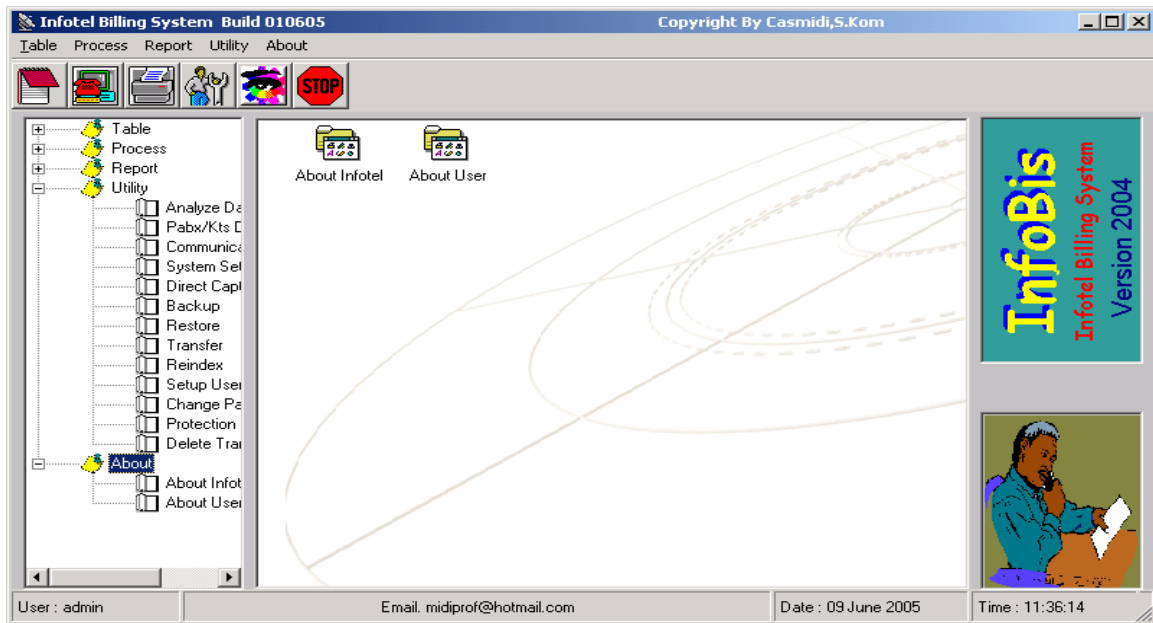 Infotel Billing System Build 010605 Copyright By Casmidi,S.Kom
Table Process Report Utility About
STOP
Table
Process
Report
Utility
Analyze Da
Pabx/Kts D
Communica
System Set
Direct Capt
Backup
Restore
Transfer
Reindex
Setup User
Change Pa
Protection
Delete Tran
About
About Infot
About User
About Infotel
About User
InfoBis
Infotel Billing System
Version 2004
User : admin
Email. midiprof@hotmail.com
Date : 09 June 2005
Time : 11:36:14